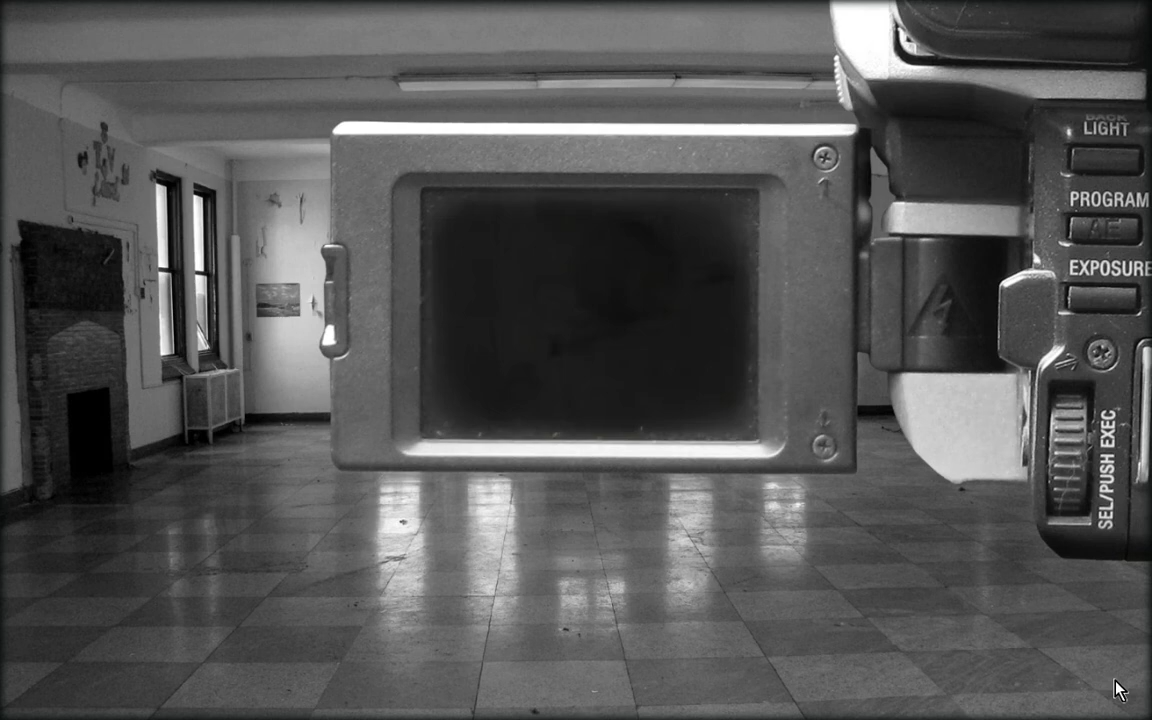 BACK
LIGHT
PROGRAM
AE
EXPOSURE
SEL/PUSH EXEC